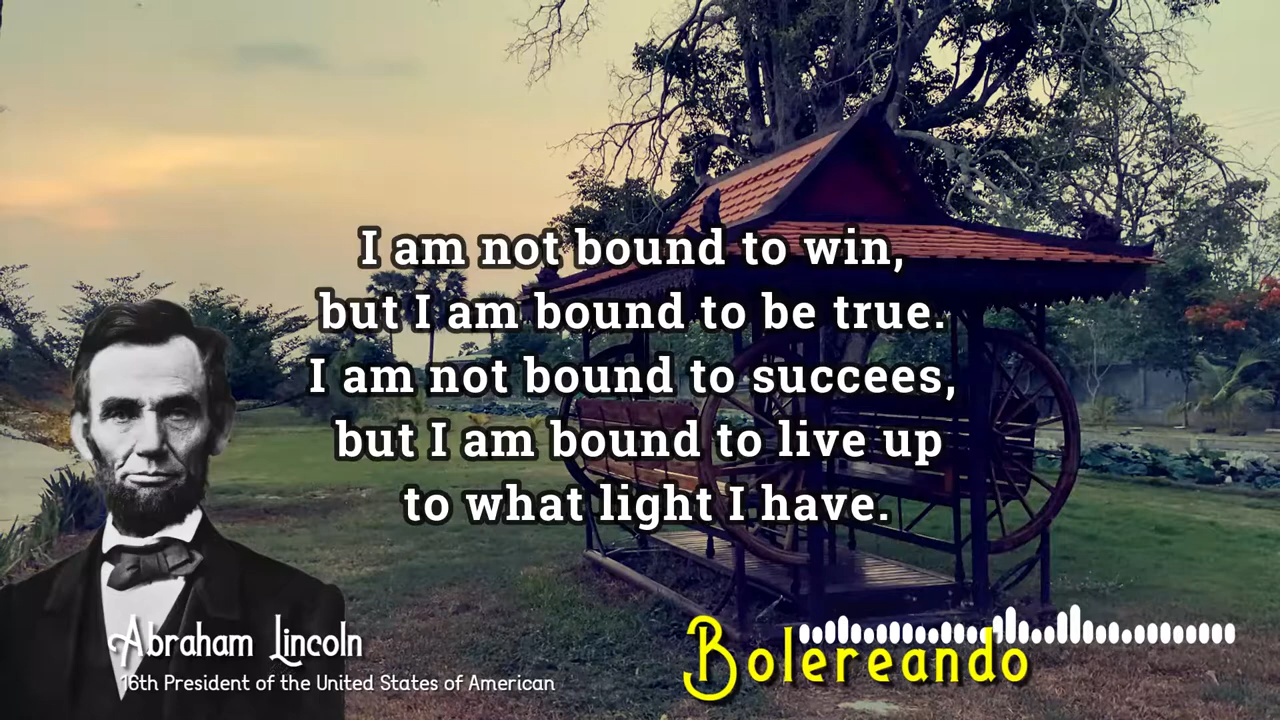 I am not bound to win,
but I am bound to be true.
I am not bound to succees,
but I am bound to live up
to what light I have.
Abraham Lincoln
16th President of the United States of American
Bolereando